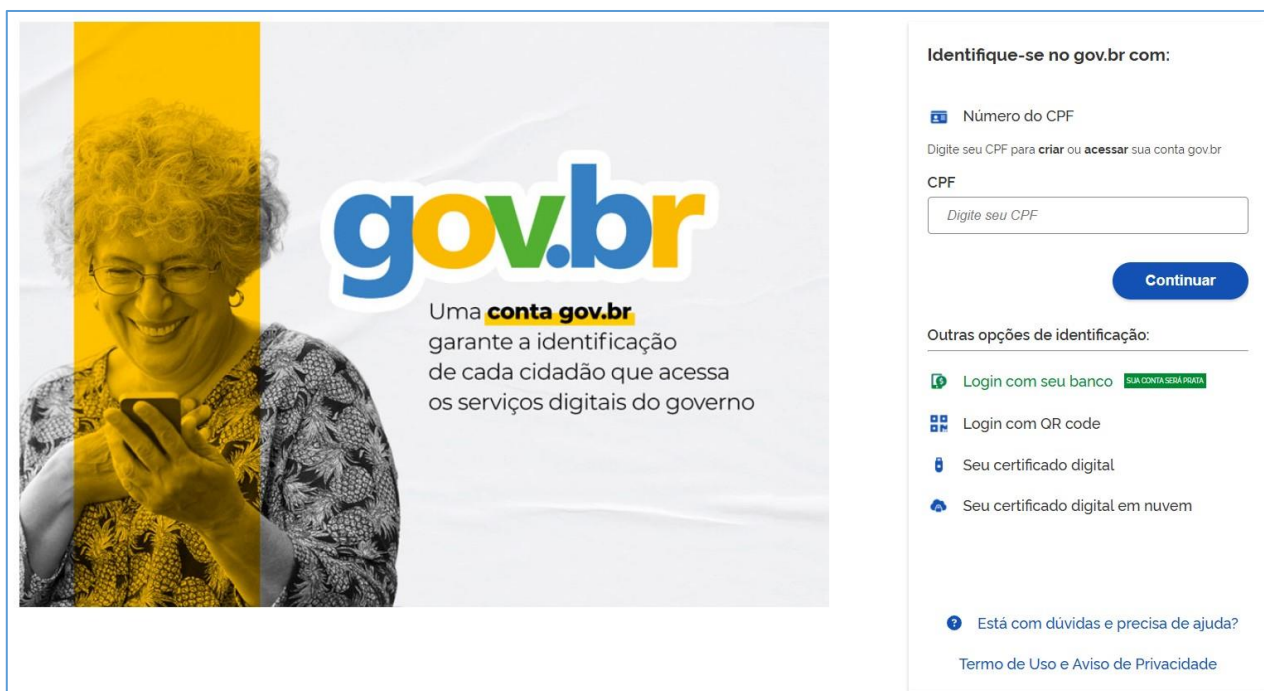 gov.br
Uma conta gov.br
garante a identificação
de cada cidadão que acessa
os serviços digitais do governo
Identifique-se no gov.br com:
Número do CPF
Digite seu CPF para criar ou acessar sua conta gov.br
CPF
Digite seu CPF
Continuar
Outras opções de identificação:
Login com seu banco SUA CONTA SERÁ PRATA
Login com QR code
Seu certificado digital
Seu certificado digital em nuvem
Está com dúvidas e precisa de ajuda?
Termo de Uso e Aviso de Privacidade